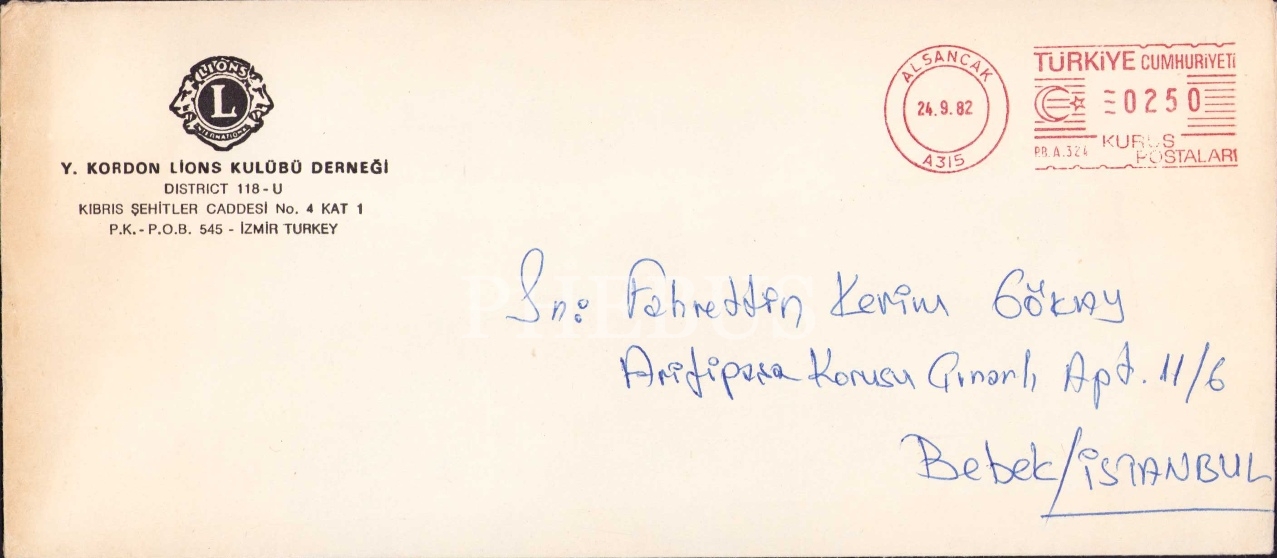 LIONS
L
INTERNATIONAL
Y. KORDON LİONS KULÜBÜ DERNEĞİ
DISTRICT 118-U
KIBRIS ŞEHİTLER CADDESİ No. 4 KAT 1
P.K. - P.O.B. 545 - İZMİR TURKEY
ALSANCAK
24.9.82
A315
TÜRKİYE CUMHURİYETİ
0250
KURUŞ
PB.A.324
POSTALARI
PHEBUS
Sn: Fahrettin Kerim GÖKAY
Arifipaşa Korusu Çınarlı Apt. 11/6
Bebek/İSTANBUL